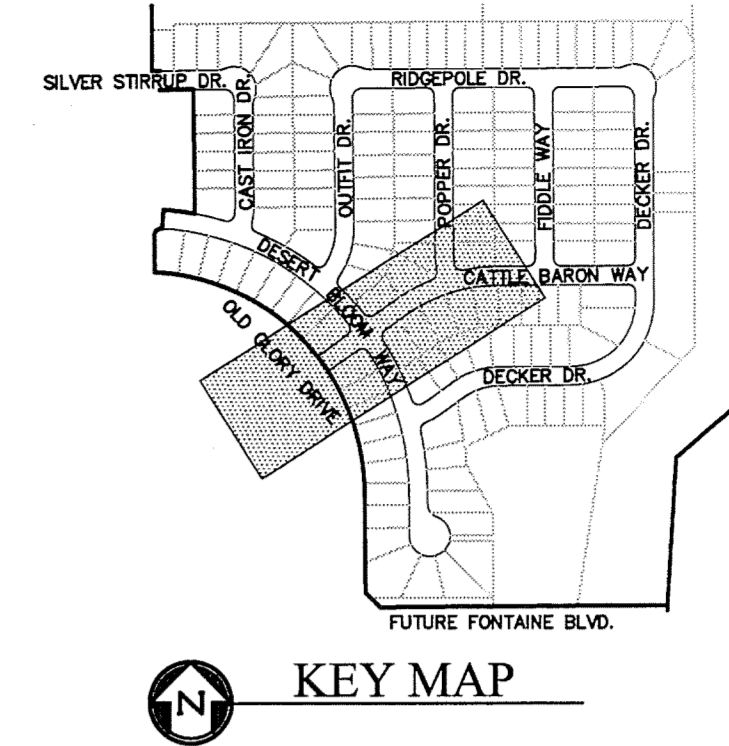 SILVER STIRRUP DR.
RIDGEPOLE DR.
CAST IRON DR.
OUTFIT DR.
POPPER DR.
FIDDLE WAY
DECKER DR.
DESERT BLOOM WAY
CATTLE BARON WAY
OLD GLORY DRIVE
DECKER DR.
FUTURE FONTAINE BLVD.
N
KEY MAP